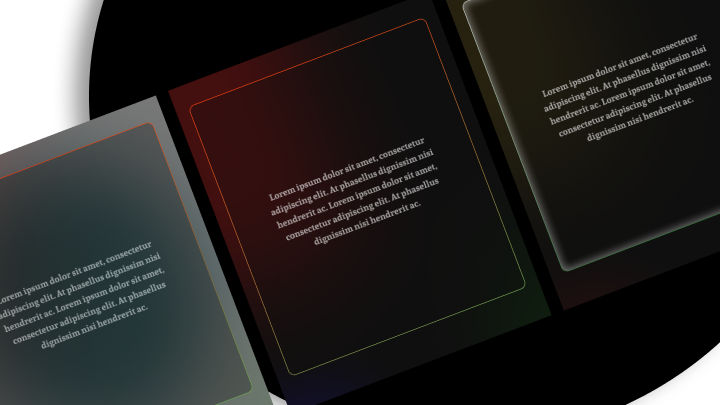 Lorem ipsum dolor sit amet, consectetur
adipiscing elit. At phasellus dignissim nisi
hendrerit ac. Lorem ipsum dolor sit amet,
consectetur adipiscing elit. At phasellus
dignissim nisi hendrerit ac.
Lorem ipsum dolor sit amet, consectetur
adipiscing elit. At phasellus dignissim nisi
hendrerit ac. Lorem ipsum dolor sit amet,
consectetur adipiscing elit. At phasellus
dignissim nisi hendrerit ac.
Lorem ipsum dolor sit amet, consectetur
adipiscing elit. At phasellus dignissim nisi
hendrerit ac. Lorem ipsum dolor sit amet,
consectetur adipiscing elit. At phasellus
dignissim nisi hendrerit ac.